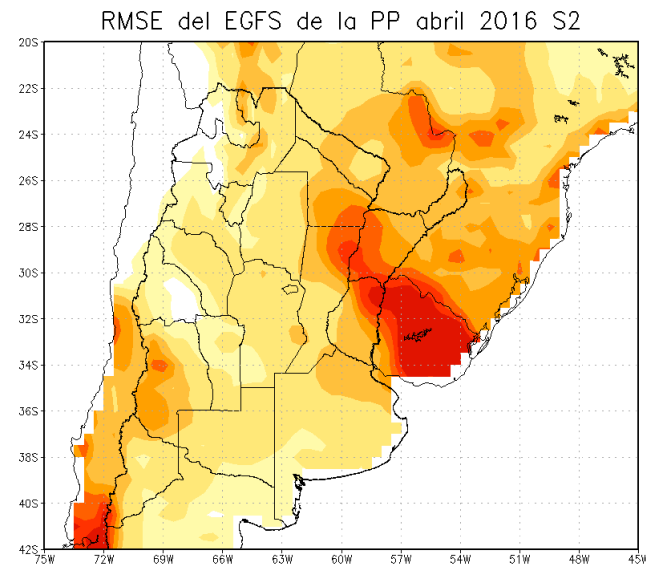 RMSE del EGFS de la PP abril 2016 S2
20S
22S
24S
26S
28S
30S
32S
34S
36S
38S
40S
42S
75W 72W 69W 66W 63W 60W 57W 54W 51W 48W 45W